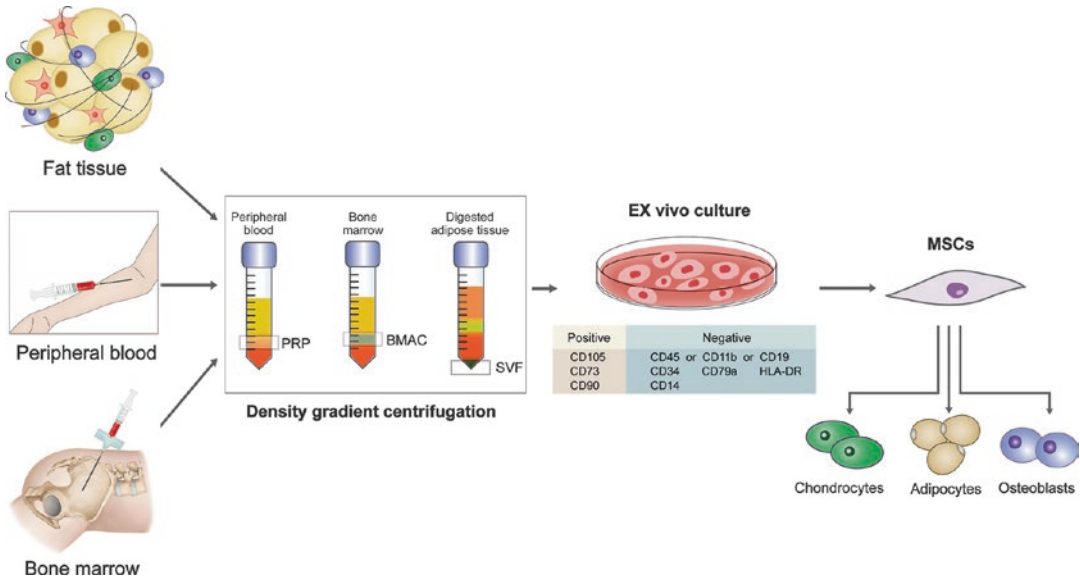 Fat tissue
Peripheral blood
Bone marrow
Peripheral
blood
Bone
marrow
Digested
adipose tissue
PRP
BMAC
SVF
Density gradient centrifugation
EX vivo culture
Positive
Negative
CD105
CD45 or CD11b or CD19
CD73
CD34 CD79a HLA-DR
CD90
CD14
MSCs
Chondrocytes
Adipocytes
Osteoblasts